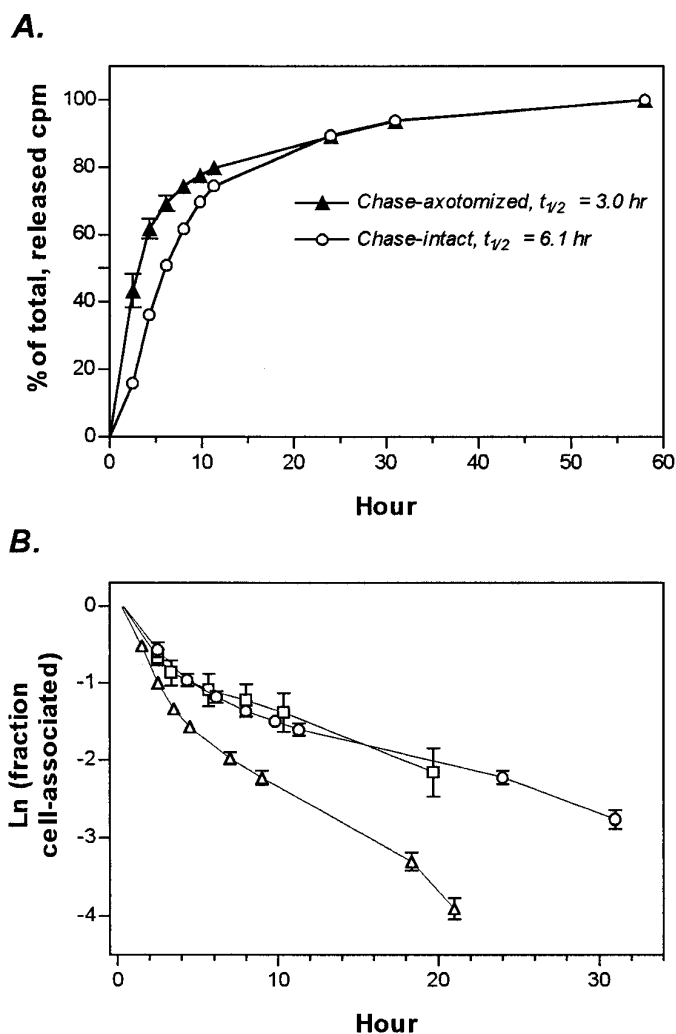 A.
% of total, released cpm
100
80
60
40
20
0
Chase-axotomized, t1/2 = 3.0 hr
Chase-intact, t1/2 = 6.1 hr
0 10 20 30 40 50 60
Hour
B.
Ln (fraction
cell-associated)
0
-1
-2
-3
-4
0 10 20 30
Hour